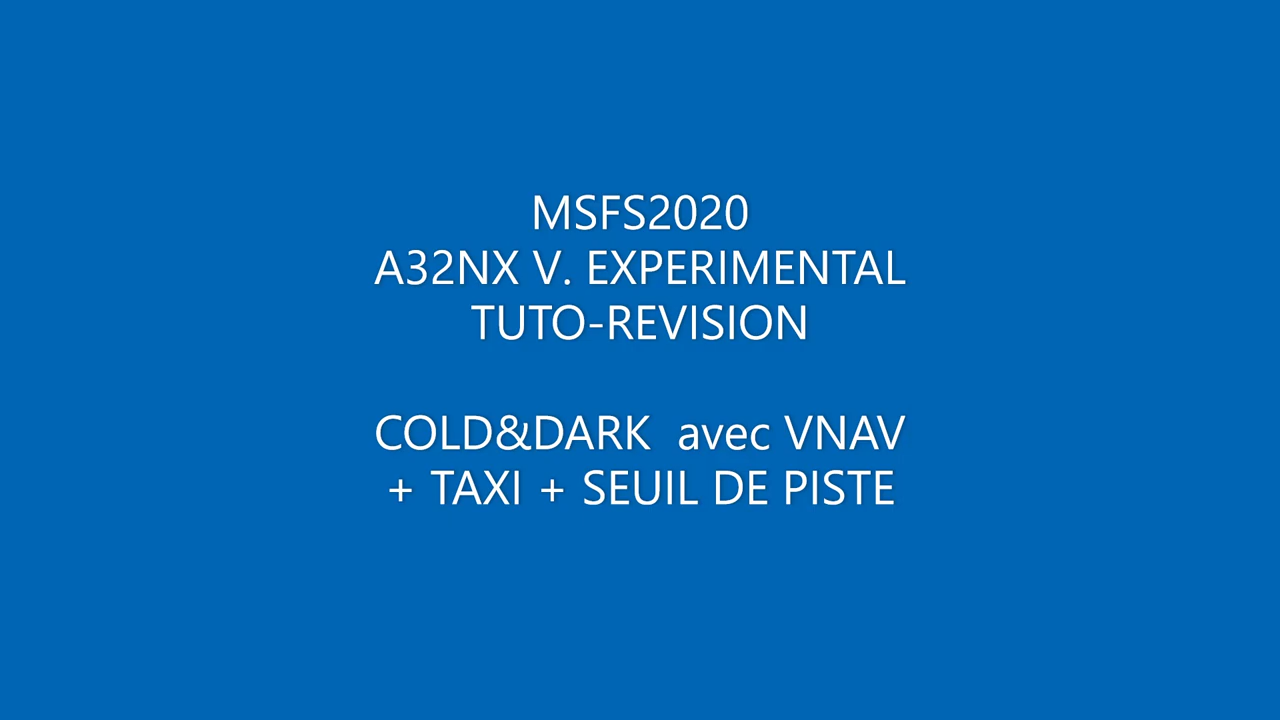 MSFS2020
A32NX V. EXPERIMENTAL
TUTO-REVISION
COLD&DARK avec VNAV
+ TAXI + SEUIL DE PISTE